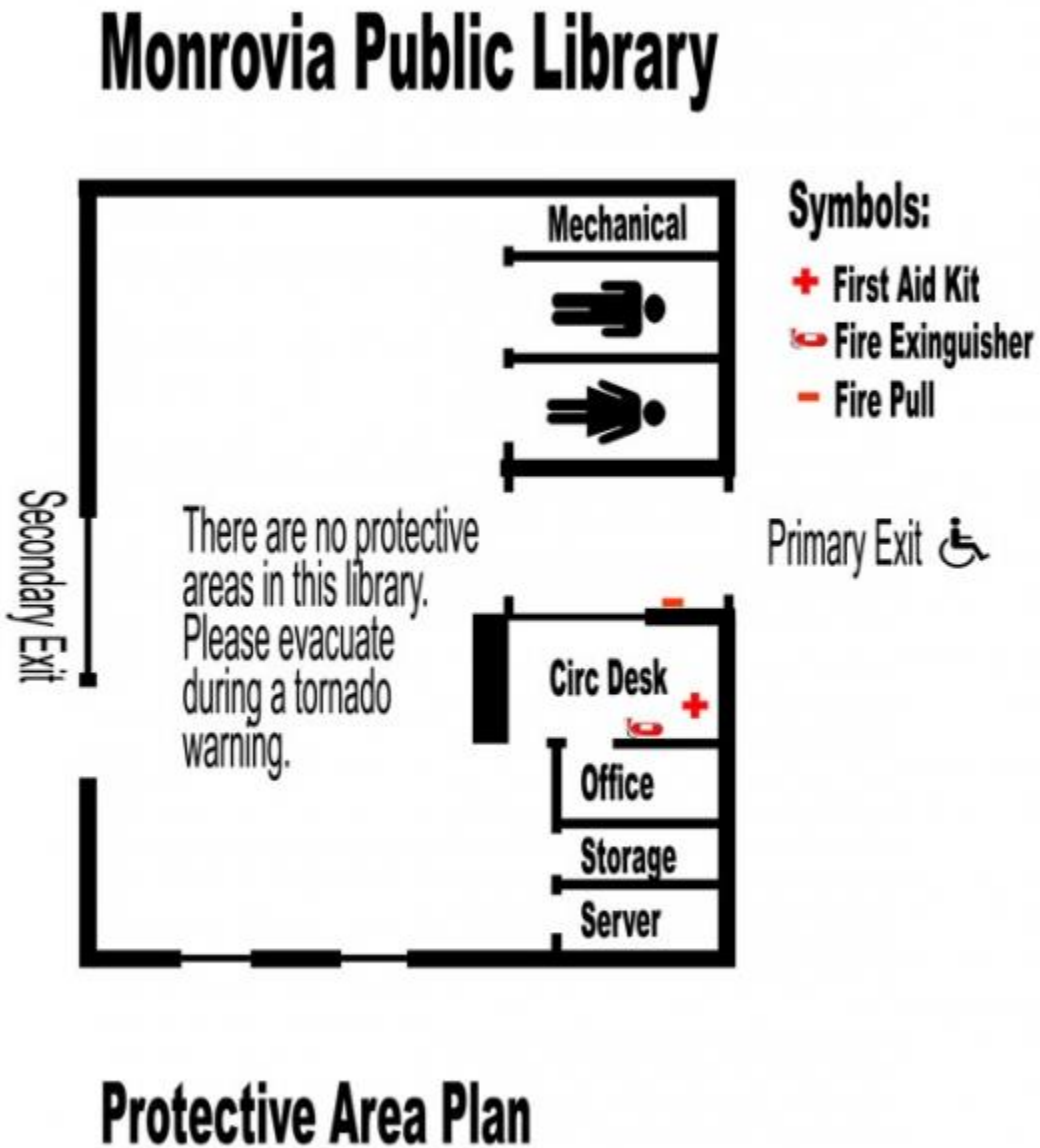 Monrovia Public Library
Mechanical
Symbols:
First Aid Kit
Fire Exinguisher
Fire Pull
Secondary Exit
There are no protective
areas in this library.
Please evacuate
during a tornado
warning.
Primary Exit
Circ Desk
Office
Storage
Server
Protective Area Plan